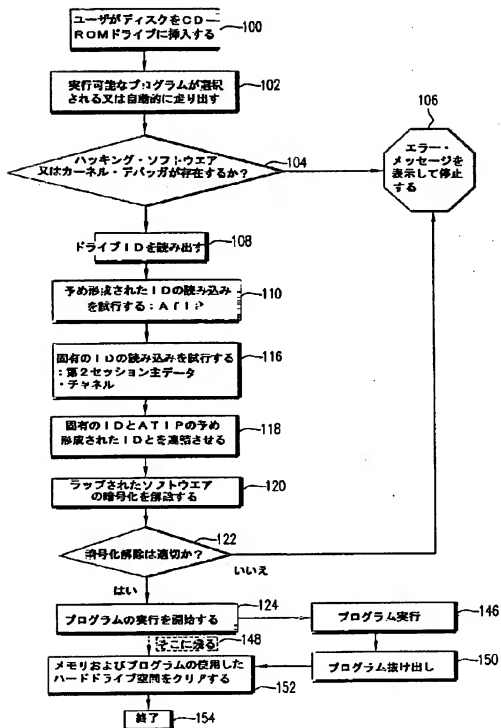 ユーザがディスクをCD−
ROMドライブに挿入する
100
実行可能なプログラムが選択
される又は自動的に走り出す
102
ハッキング・ソフトウエア
又はカーネル・デバッガが存在するか?
104
106
エラー・
メッセージを
表示して停止
する
ドライブIDを読み出す
108
予め形成されたIDの読み込み
を試行する:ATIP
110
固有のIDの読み込みを試行する
:第2セッション主データ
・チャネル
116
固有のIDとATIPの予め
形成されたIDとを連結させる
118
ラップされたソフトウエア
の暗号化を解除する
120
暗号化解除は適切か?
122
いいえ
はい
プログラムの実行を開始する
124
プログラム実行
146
そこに残る
148
プログラム抜け出し
150
メモリおよびプログラムの使用した
ハードドライブ空間をクリアする
152
終了
154